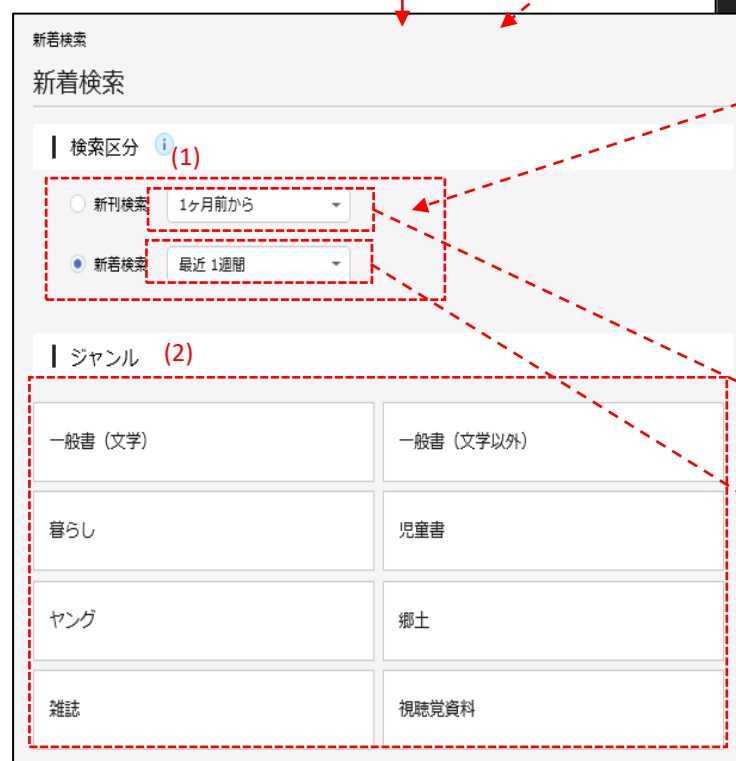 新着検索
新着検索
検索区分 i
(1)
新刊検索 1ヶ月前から
新着検索 最近 1週間
ジャンル (2)
一般書（文学） 一般書（文学以外）
暮らし 児童書
ヤング 郷土
雑誌 視聴覚資料